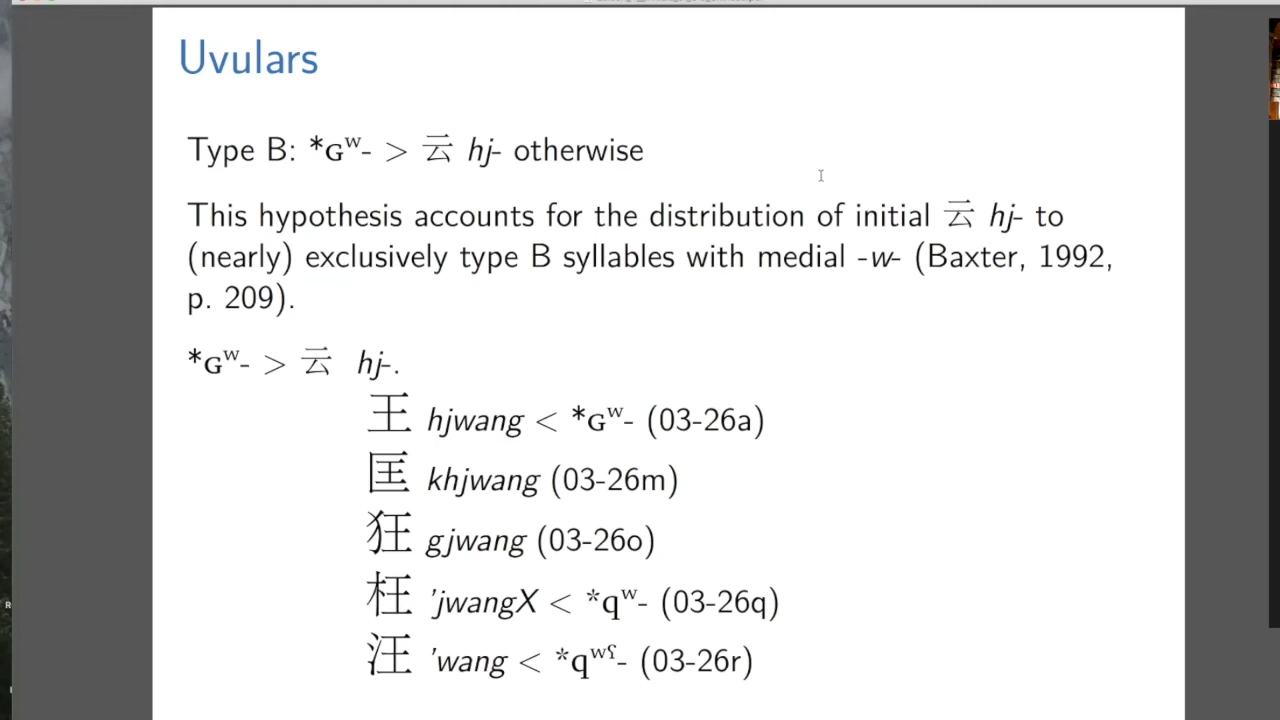 Uvulars
Type B: *ɢʷ- > 云 hj- otherwise
This hypothesis accounts for the distribution of initial 云 hj- to
(nearly) exclusively type B syllables with medial -w- (Baxter, 1992,
p. 209).
*ɢʷ- > 云 hj-.
王 hjwang < *ɢʷ- (03-26a)
匡 khjwang (03-26m)
狂 gjwang (03-26o)
枉 'jwangX < *qʷ- (03-26q)
汪 'wang < *qʷˤ- (03-26r)